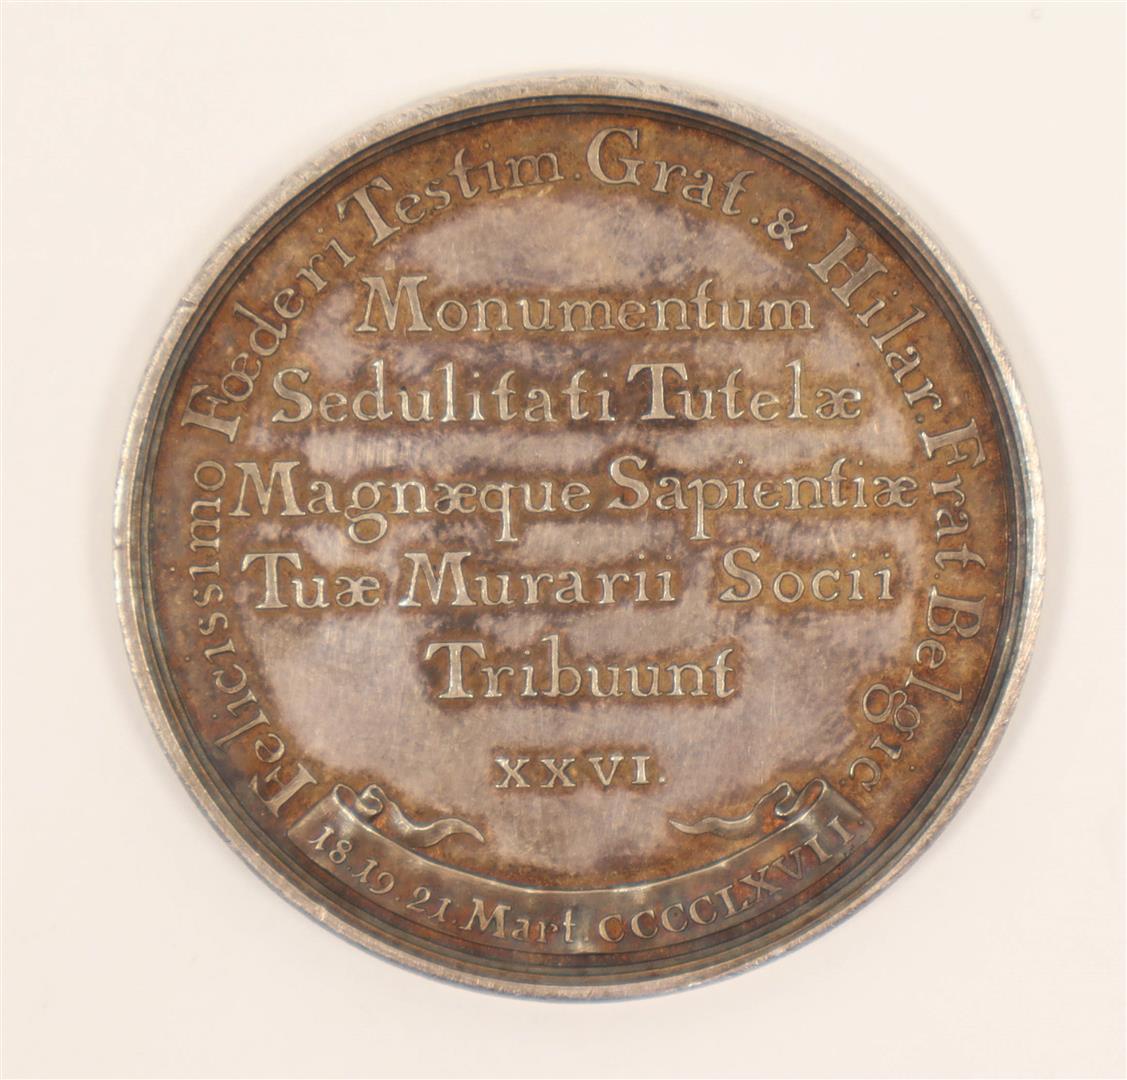 Felicissimo Fœderi Testim. Grat. & Hilar. Frat. Belgic.
Monumentum
Sedulitati Tutelæ
Magnæque Sapientiæ
Tuæ Murarii Socii
Tribuunt
XXVI.
18.19.21. Mart. CCCCLXVII.